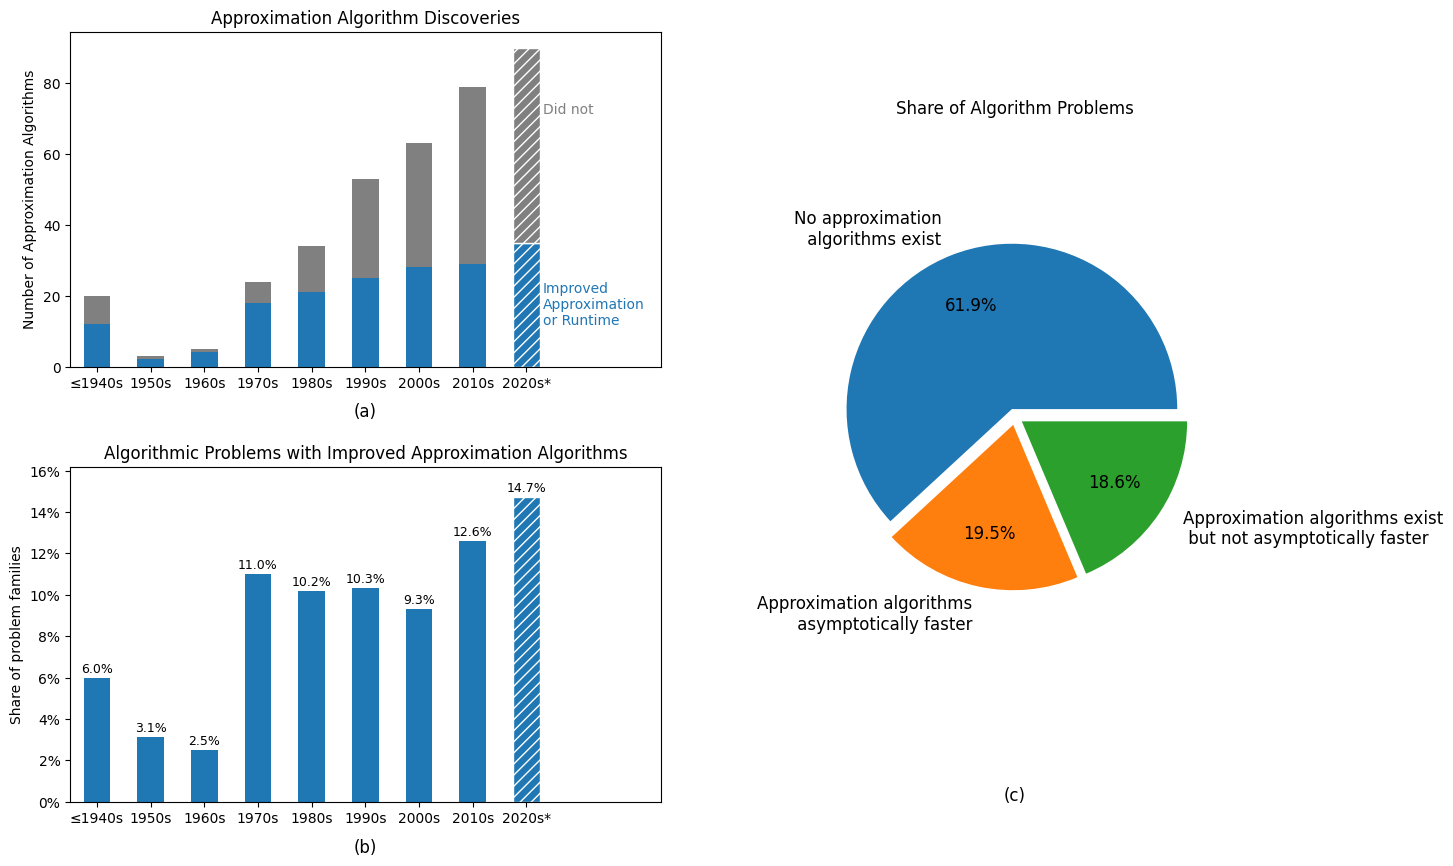 Approximation Algorithm Discoveries
Number of Approximation Algorithms
80
60
40
20
0
Did not
Improved
Approximation
or Runtime
≤1940s 1950s 1960s 1970s 1980s 1990s 2000s 2010s 2020s*
(a)
Algorithmic Problems with Improved Approximation Algorithms
Share of problem families
16%
14%
12%
10%
8%
6%
4%
2%
0%
6.0% 3.1% 2.5% 11.0% 10.2% 10.3% 9.3% 12.6% 14.7%
≤1940s 1950s 1960s 1970s 1980s 1990s 2000s 2010s 2020s*
(b)
Share of Algorithm Problems
No approximation
algorithms exist
61.9%
18.6%
Approximation algorithms exist
but not asymptotically faster
19.5%
Approximation algorithms
asymptotically faster
(c)